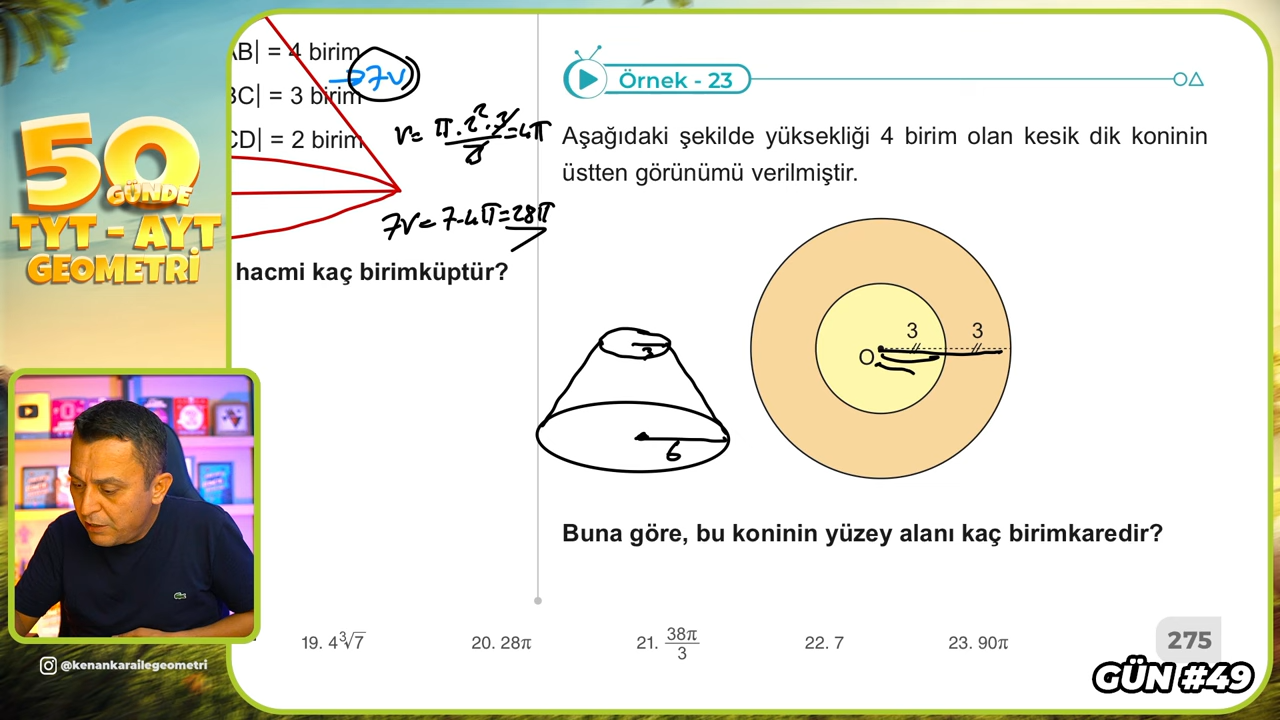 50
GÜNDE
TYT - AYT
GEOMETRİ
@kenankarailegeometri
AB| = 4 birim
→7V
BC| = 3 birim
CD| = 2 birim
V= π.2².3/3=4π
7V=7.4π=28π
hacmi kaç birimküptür?
Örnek - 23
Aşağıdaki şekilde yüksekliği 4 birim olan kesik dik koninin
üstten görünümü verilmiştir.
3 3
O
3
6
Buna göre, bu koninin yüzey alanı kaç birimkaredir?
19. 4∛7 20. 28π 21. 38π/3 22. 7 23. 90π
275
GÜN #49